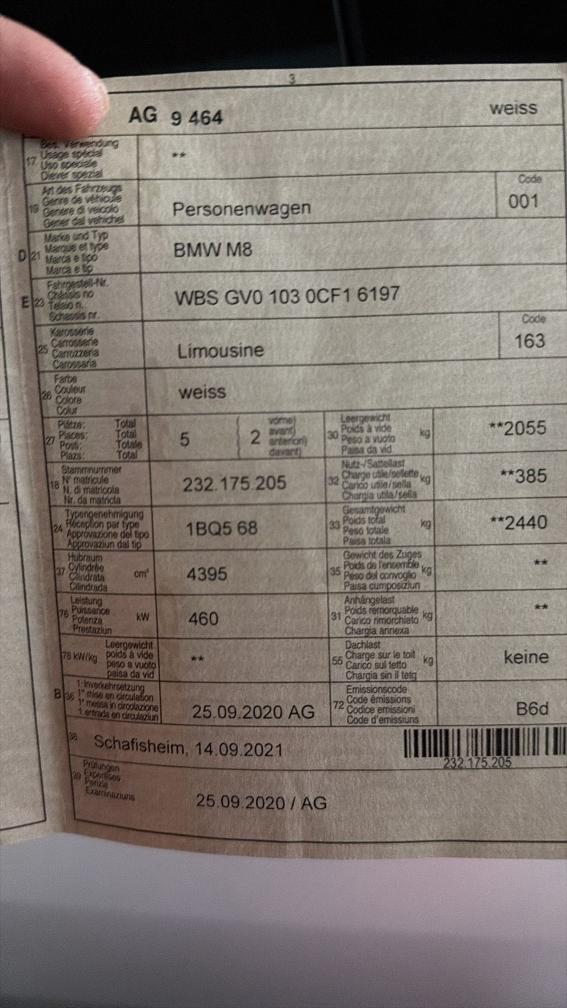 3
AG 9 464 weiss
17 Bes. Verwendung
Usage spécial
Uso speciale
Diever spezial
**
19 Art des Fahrzeugs
Genre de véhicule
Genere di veicolo
Gener dal vehichel
Personenwagen
Code
001
D 21 Marke und Typ
Marque et type
Marca e tipo
Marca e tip
BMW M8
E 23 Fahrgestell-Nr.
Châssis no
Telaio n.
Schassis nr.
WBS GV0 103 0CF1 6197
25 Karosserie
Carrosserie
Carrozzeria
Carossaria
Limousine
Code
163
26 Farbe
Couleur
Colore
Colur
weiss
27 Plätze: Total
Places: Total
Posti: Totale
Plazs: Total
5 { 2
vorne)
avant)
anteriori)
davant)
30 Leergewicht
Poids à vide
Peso a vuoto
Paisa da vid
kg
**2055
18 Stammnummer
N° matricule
N. di matricola
Nr. da matricla
232.175.205
32 Nutz-/Sattellast
Charge utile/sellette
Carico utile/sella
Chargia utila/sella
kg
**385
24 Typengenehmigung
Réception par type
Approvazione del tipo
Approvaziun dal tip
1BQ5 68
33 Gesamtgewicht
Poids total
Peso totale
Paisa totala
kg
**2440
37 Hubraum
Cylindrée
Cilindrata
Cilindrada
cm³
4395
35 Gewicht des Zuges
Poids de l'ensemble
Peso del convoglio
Paisa cumposiziun
kg
**
76 Leistung
Puissance
Potenza
Prestaziun
kW
460
31 Anhängelast
Poids remorquable
Carico rimorchiato
Chargia annexa
kg
**
78 kW/kg
Leergewicht
poids à vide
peso a vuoto
paisa da vid
**
55 Dachlast
Charge sur le toit
Carico sul tetto
Chargia sin il tetg
kg
keine
B 36 1. Inverkehrsetzung
1re mise en circulation
1a messa in circolazione
1. entrada en circulaziun
25.09.2020 AG
72 Emissionscode
Code émissions
Codice emissioni
Code d'emissiuns
B6d
38 Schafisheim, 14.09.2021
232.175.205
39 Prüfungen
Expertises
Perizie
Examinaziuns
25.09.2020 / AG